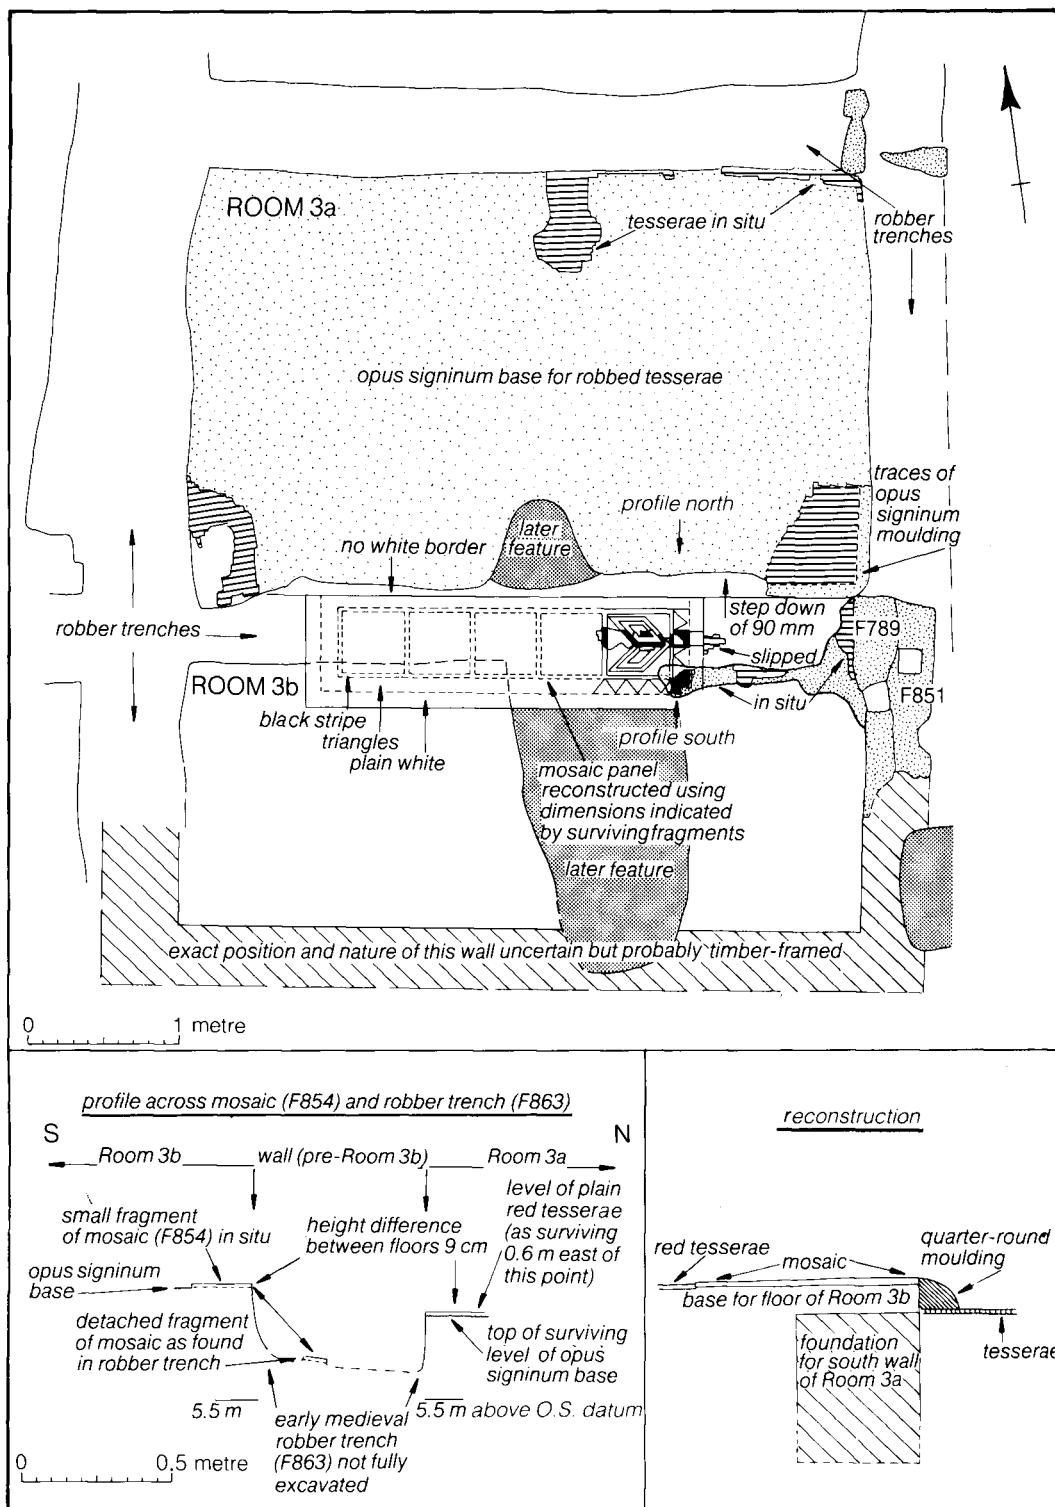 ROOM 3a
tesserae in situ
robber
trenches
opus signinum base for robbed tesserae
traces of
opus
signinum
moulding
profile north
later
feature
no white border
step down
of 90 mm
robber trenches
F789
slipped
ROOM 3b
in situ
F851
black stripe
triangles
plain white
profile south
mosaic panel
reconstructed using
dimensions indicated
by surviving fragments
later feature
exact position and nature of this wall uncertain but probably timber-framed
0 1 metre
profile across mosaic (F854) and robber trench (F863)
S N
Room 3b wall (pre-Room 3b) Room 3a
small fragment
of mosaic (F854) in situ
height difference
between floors 9 cm
level of plain
red tesserae
(as surviving
0.6 m east of
this point)
opus signinum
base
detached fragment
of mosaic as found
in robber trench
top of surviving
level of opus
signinum base
5.5 m
5.5 m above O.S. datum
early medieval
robber trench
(F863) not fully
excavated
0 0.5 metre
reconstruction
quarter-round
moulding
red tesserae
mosaic
base for floor of Room 3b
foundation
for south wall
of Room 3a
tesserae